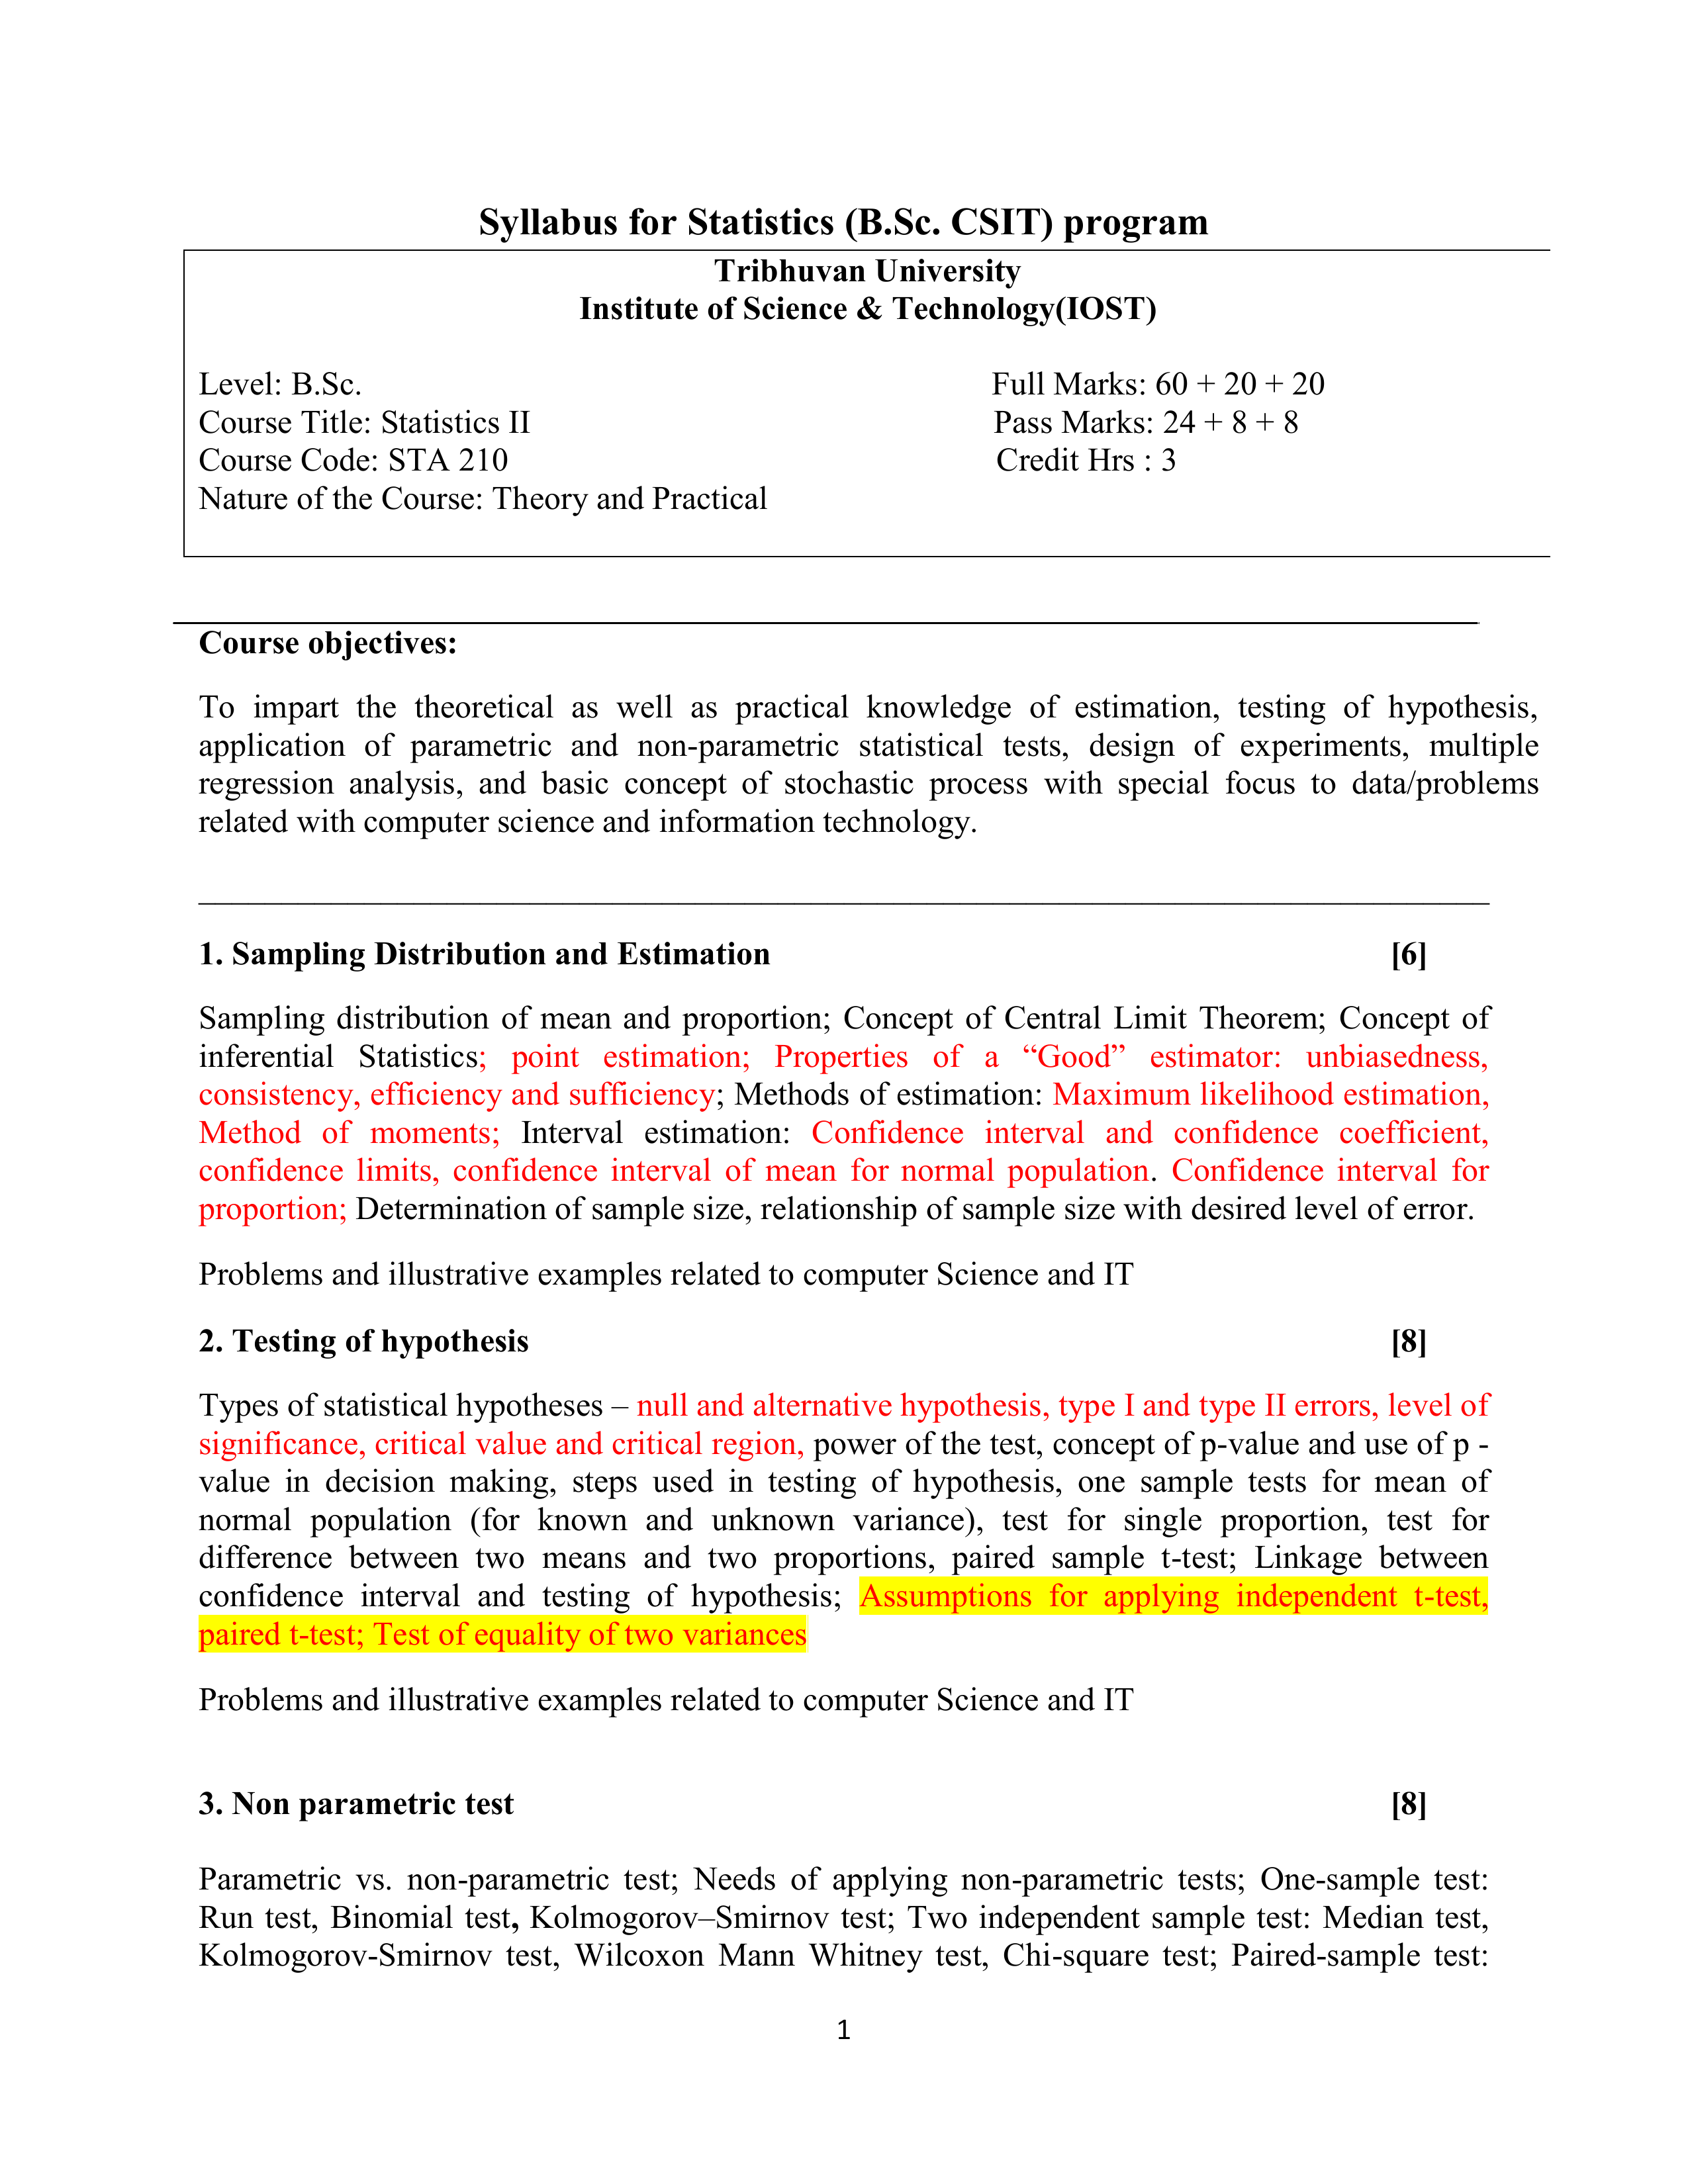 Syllabus for Statistics (B.Sc. CSIT) program
Tribhuvan University
Institute of Science & Technology(IOST)
Level: B.Sc. Full Marks: 60 + 20 + 20
Course Title: Statistics II Pass Marks: 24 + 8 + 8
Course Code: STA 210 Credit Hrs : 3
Nature of the Course: Theory and Practical
Course objectives:
To impart the theoretical as well as practical knowledge of estimation, testing of hypothesis,
application of parametric and non-parametric statistical tests, design of experiments, multiple
regression analysis, and basic concept of stochastic process with special focus to data/problems
related with computer science and information technology.
1. Sampling Distribution and Estimation [6]
Sampling distribution of mean and proportion; Concept of Central Limit Theorem; Concept of
inferential Statistics; point estimation; Properties of a “Good” estimator: unbiasedness,
consistency, efficiency and sufficiency; Methods of estimation: Maximum likelihood estimation,
Method of moments; Interval estimation: Confidence interval and confidence coefficient,
confidence limits, confidence interval of mean for normal population. Confidence interval for
proportion; Determination of sample size, relationship of sample size with desired level of error.
Problems and illustrative examples related to computer Science and IT
2. Testing of hypothesis [8]
Types of statistical hypotheses – null and alternative hypothesis, type I and type II errors, level of
significance, critical value and critical region, power of the test, concept of p-value and use of p -
value in decision making, steps used in testing of hypothesis, one sample tests for mean of
normal population (for known and unknown variance), test for single proportion, test for
difference between two means and two proportions, paired sample t-test; Linkage between
confidence interval and testing of hypothesis; Assumptions for applying independent t-test,
paired t-test; Test of equality of two variances
Problems and illustrative examples related to computer Science and IT
3. Non parametric test [8]
Parametric vs. non-parametric test; Needs of applying non-parametric tests; One-sample test:
Run test, Binomial test, Kolmogorov–Smirnov test; Two independent sample test: Median test,
Kolmogorov-Smirnov test, Wilcoxon Mann Whitney test, Chi-square test; Paired-sample test:
1